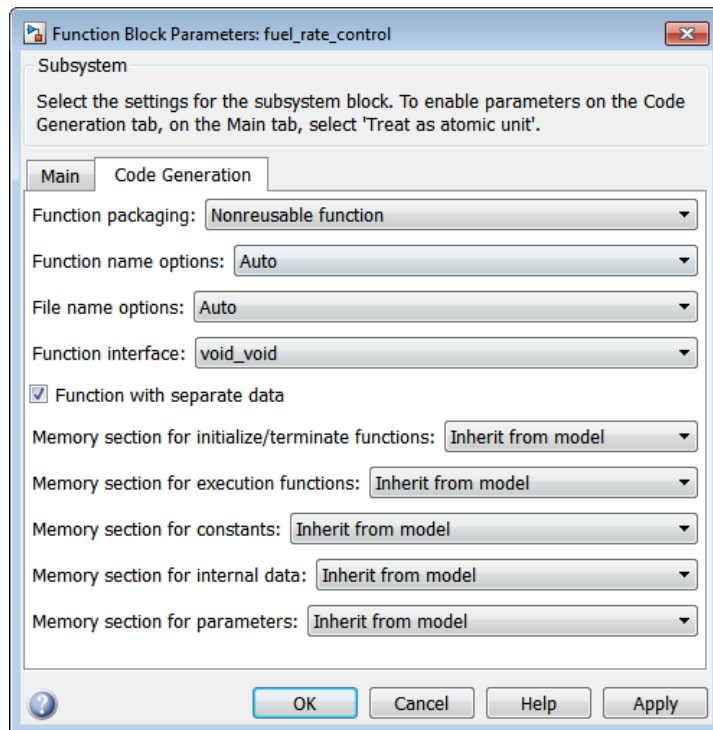 Function Block Parameters: fuel_rate_control
Subsystem
Select the settings for the subsystem block. To enable parameters on the Code
Generation tab, on the Main tab, select 'Treat as atomic unit'.
Main Code Generation
Function packaging: Nonreusable function
Function name options: Auto
File name options: Auto
Function interface: void_void
Function with separate data
Memory section for initialize/terminate functions: Inherit from model
Memory section for execution functions: Inherit from model
Memory section for constants: Inherit from model
Memory section for internal data: Inherit from model
Memory section for parameters: Inherit from model
? OK Cancel Help Apply